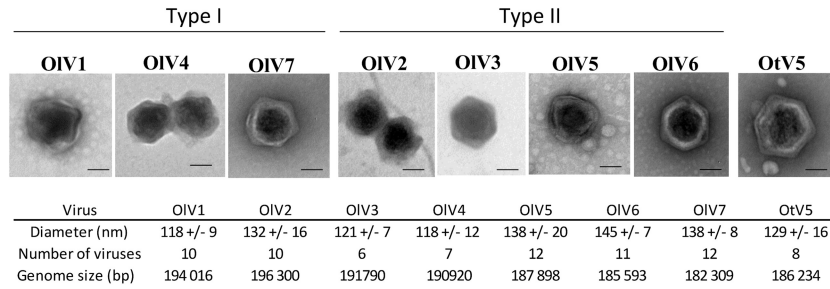 Type I Type II
OlV1 OlV4 OlV7 OlV2 OlV3 OlV5 OlV6 OtV5
Virus OlV1 OlV2 OlV3 OlV4 OlV5 OlV6 OlV7 OtV5
Diameter (nm) 118 +/- 9 132 +/- 16 121 +/- 7 118 +/- 12 138 +/- 20 145 +/- 7 138 +/- 8 129 +/- 16
Number of viruses 10 10 6 7 12 11 12 8
Genome size (bp) 194 016 196 300 191790 190920 187 898 185 593 182 309 186 234